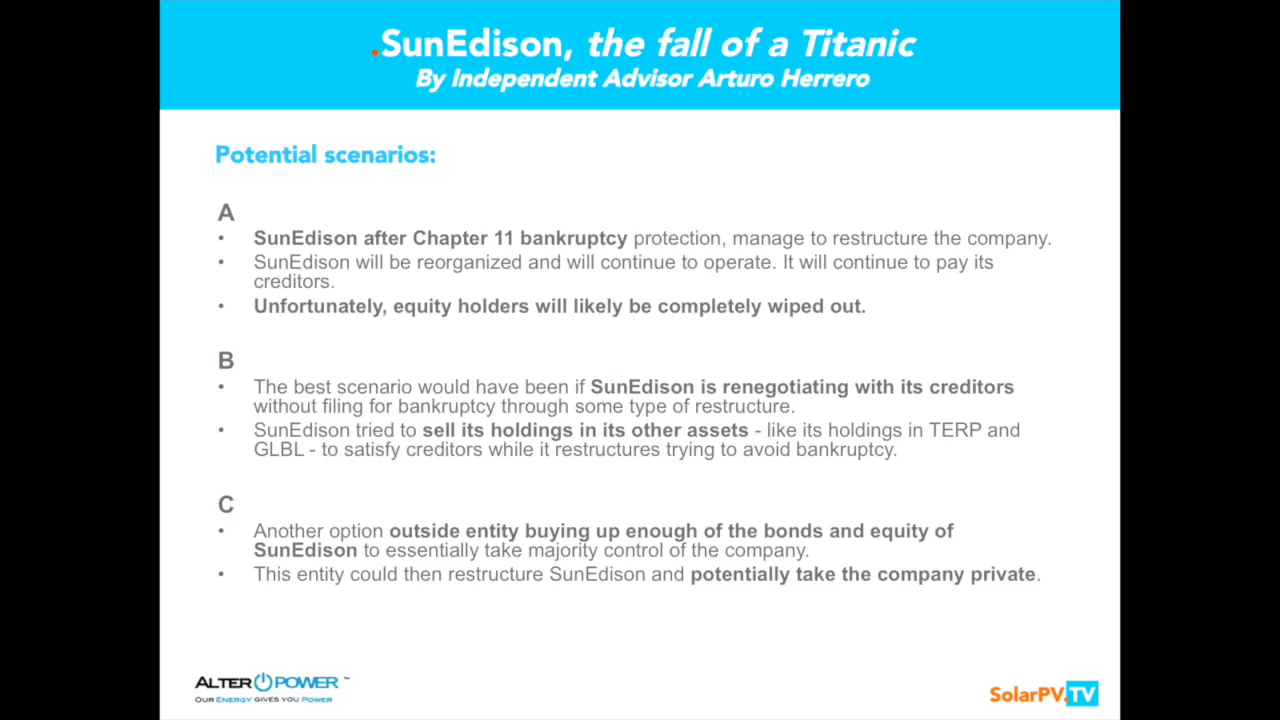 .SunEdison, the fall of a Titanic
By Independent Advisor Arturo Herrero
Potential scenarios:
A
• SunEdison after Chapter 11 bankruptcy protection, manage to restructure the company.
• SunEdison will be reorganized and will continue to operate. It will continue to pay its
creditors.
• Unfortunately, equity holders will likely be completely wiped out.
B
• The best scenario would have been if SunEdison is renegotiating with its creditors
without filing for bankruptcy through some type of restructure.
• SunEdison tried to sell its holdings in its other assets - like its holdings in TERP and
GLBL - to satisfy creditors while it restructures trying to avoid bankruptcy.
C
• Another option outside entity buying up enough of the bonds and equity of
SunEdison to essentially take majority control of the company.
• This entity could then restructure SunEdison and potentially take the company private.
ALTER POWER ™
OUR ENERGY GIVES YOU POWER
SolarPV.TV